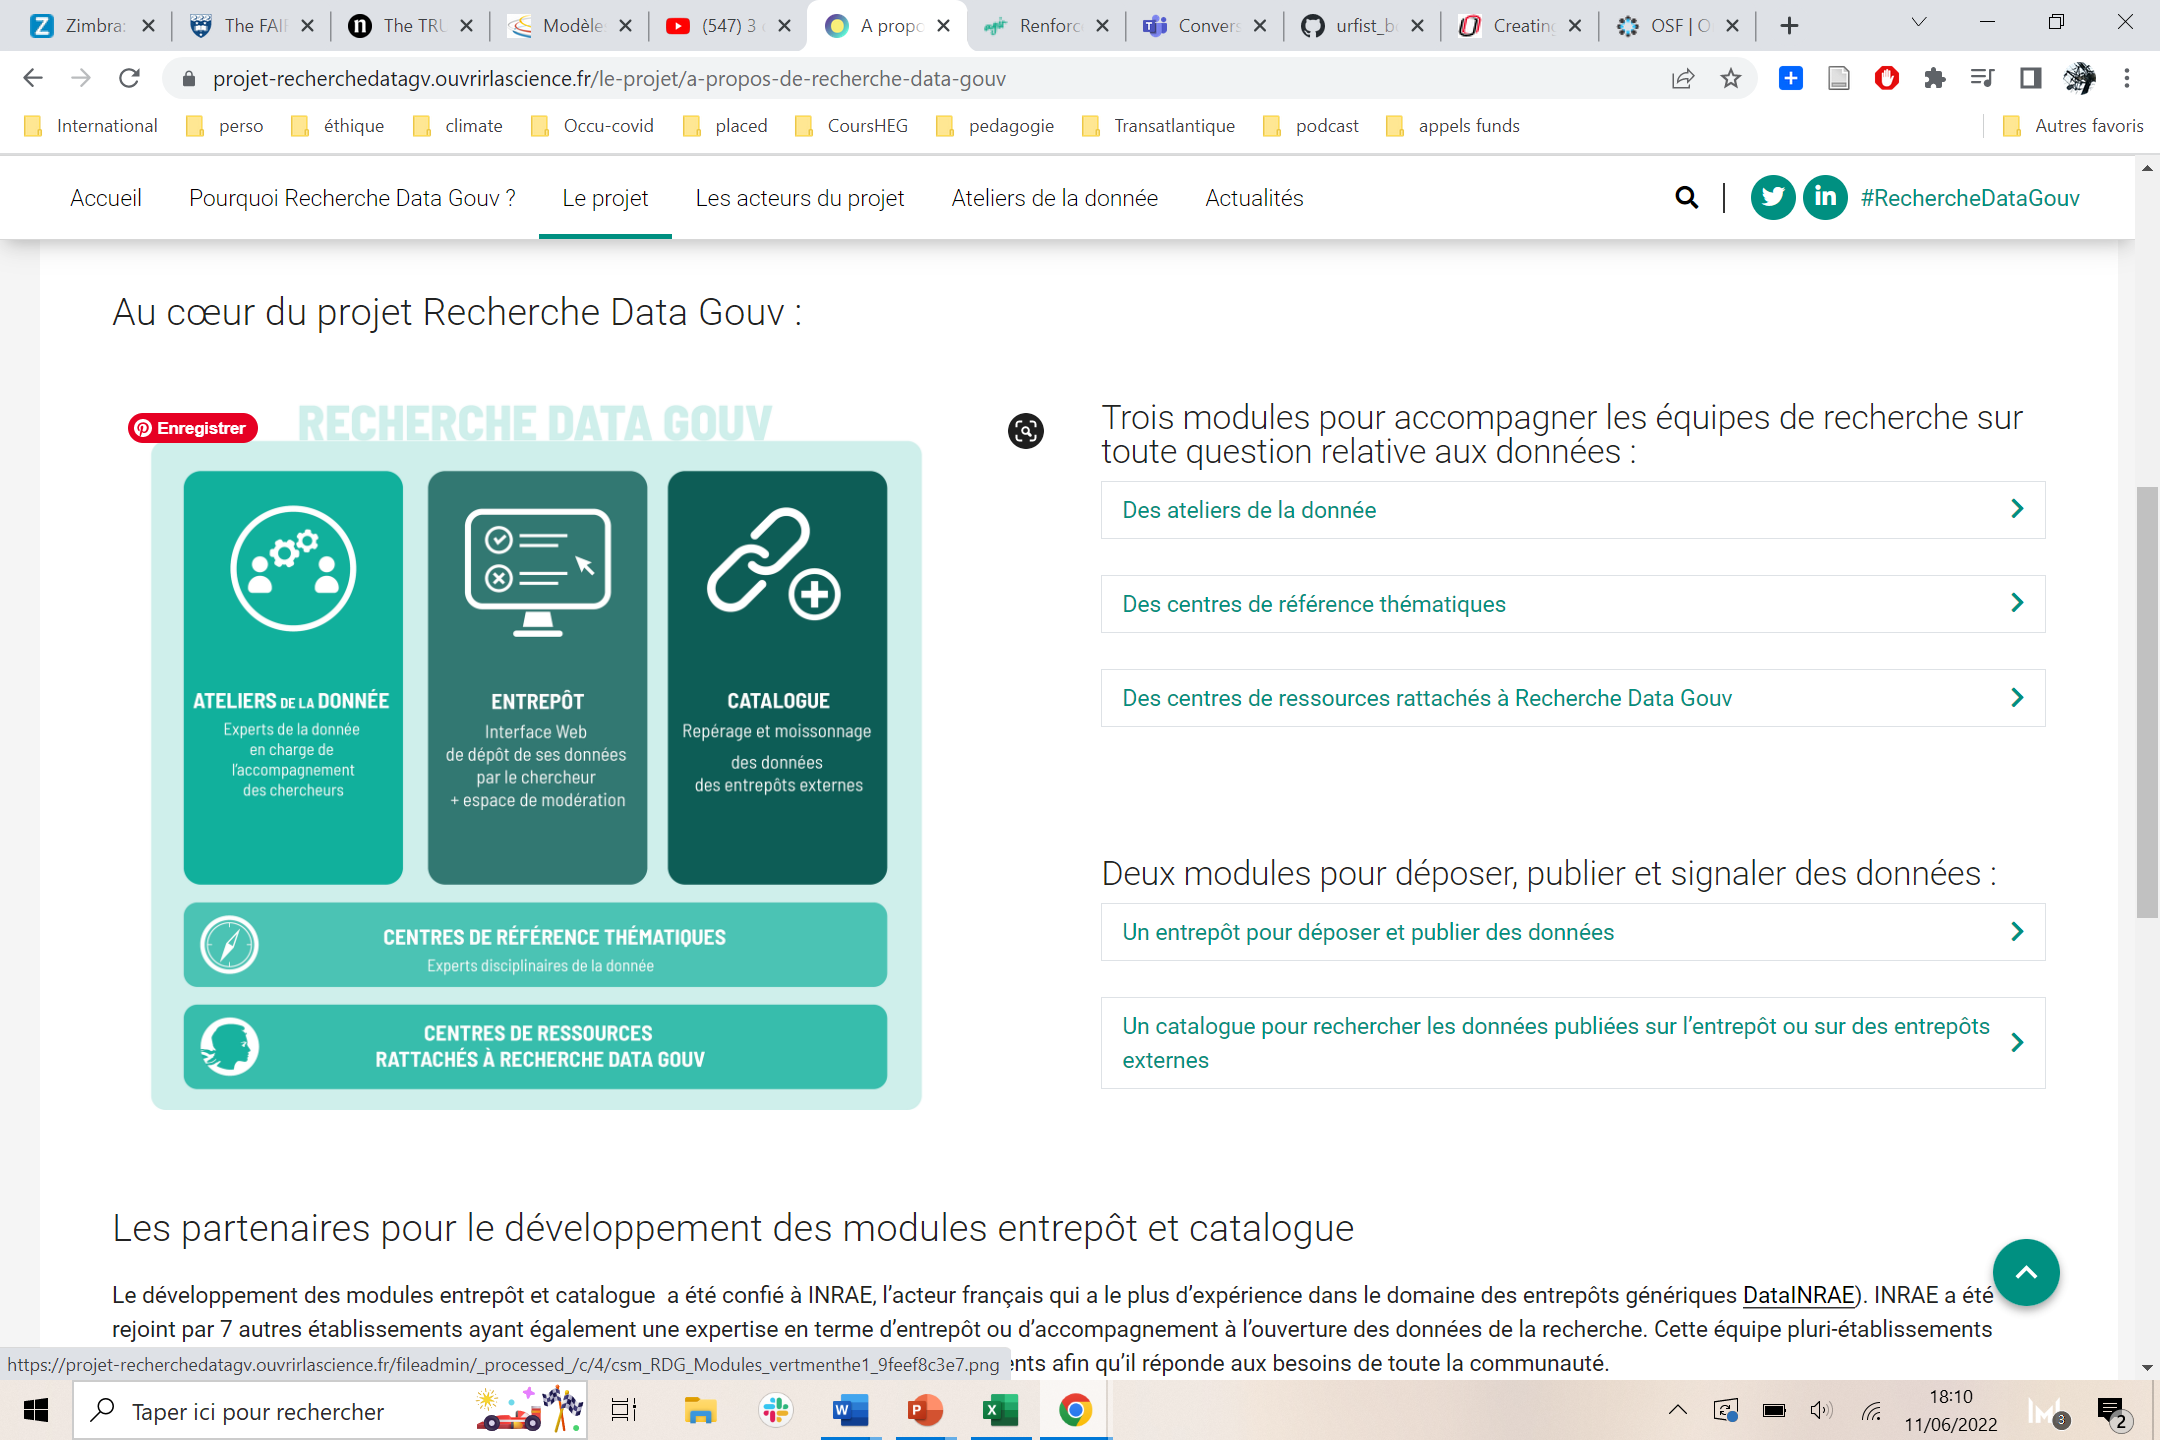 Zimbra:
The FAI
The TRU
Modèle
(547) 3
A propo
Renforc
Convers
urfist_b
Creatin
OSF | O
projet-recherchedatagv.ouvrirlascience.fr/le-projet/a-propos-de-recherche-data-gouv
International
perso
éthique
climate
Occu-covid
placed
CoursHEG
pedagogie
Transatlantique
podcast
appels funds
Autres favoris
Accueil
Pourquoi Recherche Data Gouv ?
Le projet
Les acteurs du projet
Ateliers de la donnée
Actualités
#RechercheDataGouv
Au cœur du projet Recherche Data Gouv :
Enregistrer
RECHERCHE DATA GOUV
ATELIERS DE LA DONNÉE
Experts de la donnée
en charge de
l'accompagnement
des chercheurs
ENTREPÔT
Interface Web
de dépôt de ses données
par le chercheur
+ espace de modération
CATALOGUE
Repérage et moissonnage
des données
des entrepôts externes
CENTRES DE RÉFÉRENCE THÉMATIQUES
Experts disciplinaires de la donnée
CENTRES DE RESSOURCES
RATTACHÉS À RECHERCHE DATA GOUV
Trois modules pour accompagner les équipes de recherche sur
toute question relative aux données :
Des ateliers de la donnée
Des centres de référence thématiques
Des centres de ressources rattachés à Recherche Data Gouv
Deux modules pour déposer, publier et signaler des données :
Un entrepôt pour déposer et publier des données
Un catalogue pour rechercher les données publiées sur l'entrepôt ou sur des entrepôts
externes
Les partenaires pour le développement des modules entrepôt et catalogue
Le développement des modules entrepôt et catalogue  a été confié à INRAE, l'acteur français qui a le plus d'expérience dans le domaine des entrepôts génériques DataINRAE). INRAE a été
rejoint par 7 autres établissements ayant également une expertise en terme d'entrepôt ou d'accompagnement à l'ouverture des données de la recherche. Cette équipe pluri-établissements
https://projet-recherchedatagv.ouvrirlascience.fr/fileadmin/_processed_/c/4/csm_RDG_Modules_vertmenthe1_9feef8c3e7.png
ents afin qu'il réponde aux besoins de toute la communauté.
Taper ici pour rechercher
18:10
11/06/2022
3
2